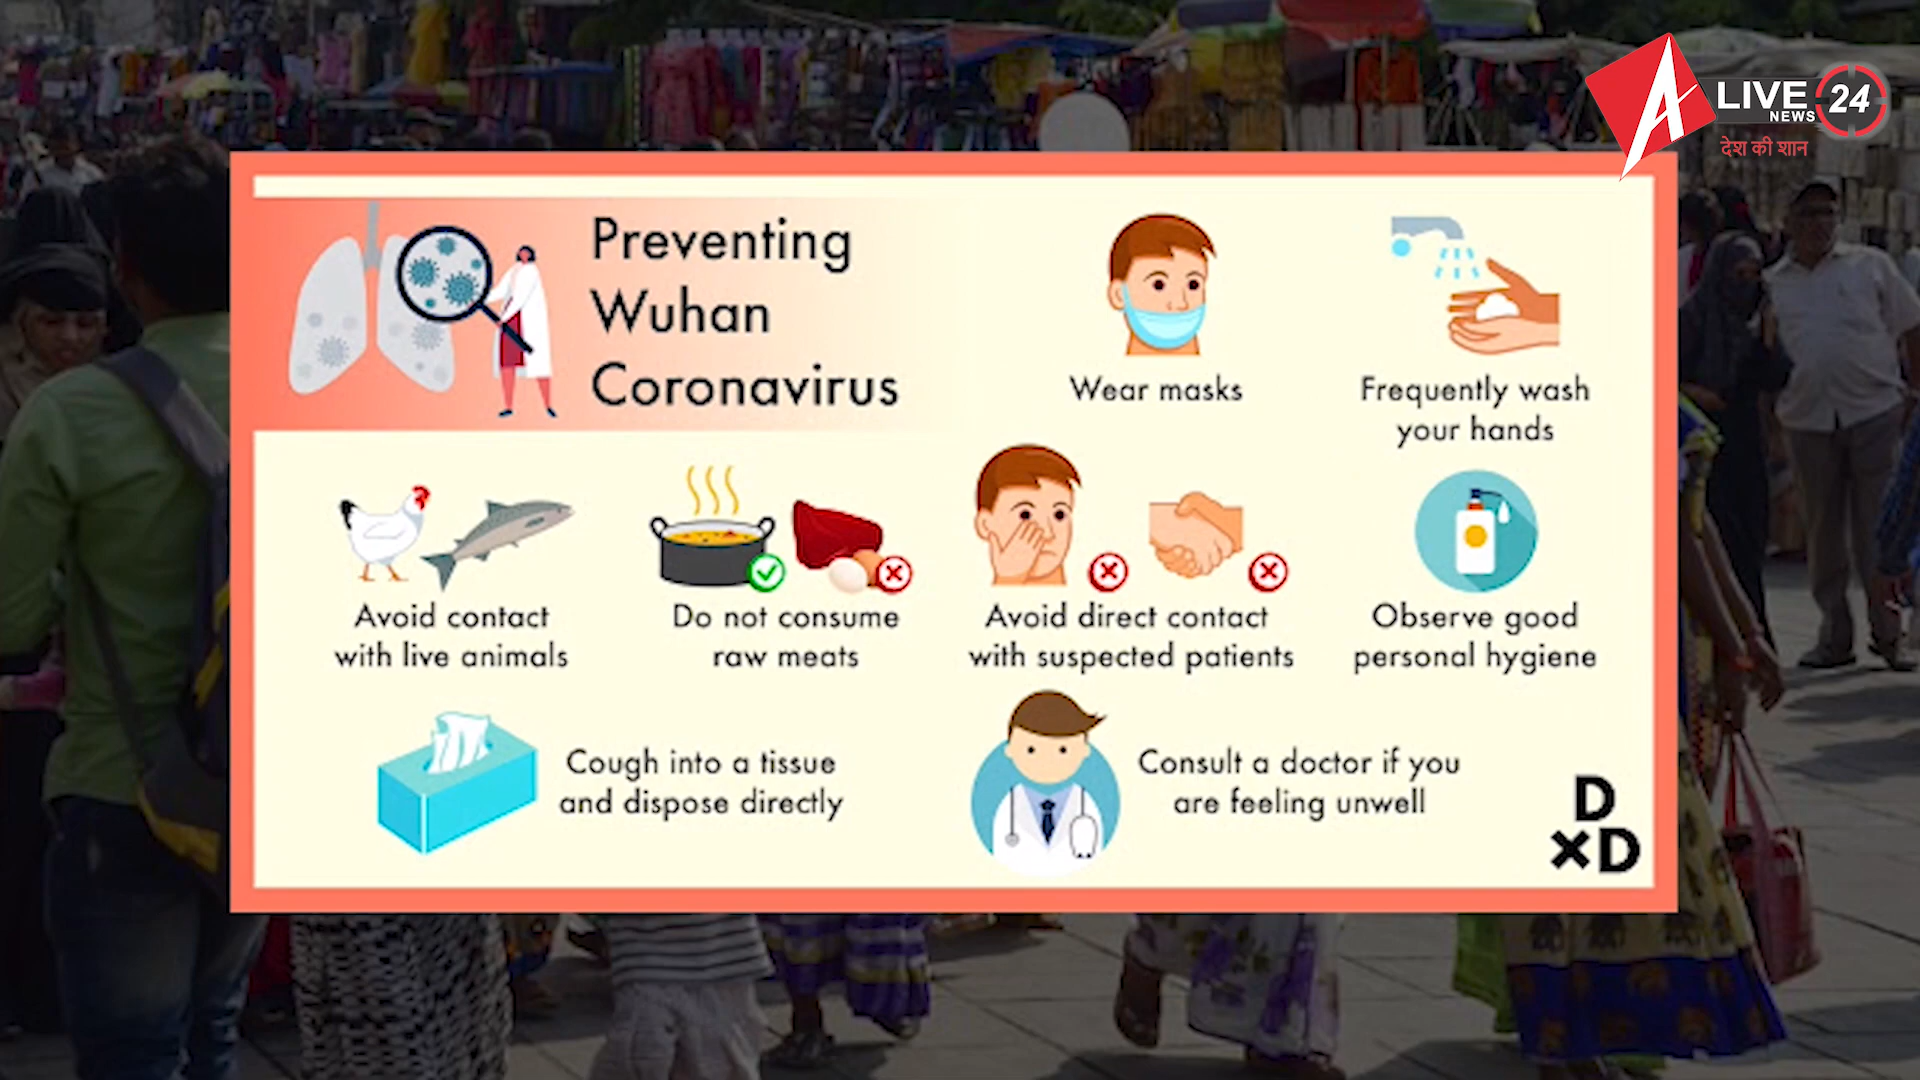 LIVE
NEWS
24
देश की शान
Preventing
Wuhan
Coronavirus
Wear masks
Frequently wash
your hands
Avoid contact
with live animals
Do not consume
raw meats
Avoid direct contact
with suspected patients
Observe good
personal hygiene
Cough into a tissue
and dispose directly
Consult a doctor if you
are feeling unwell
D
×D